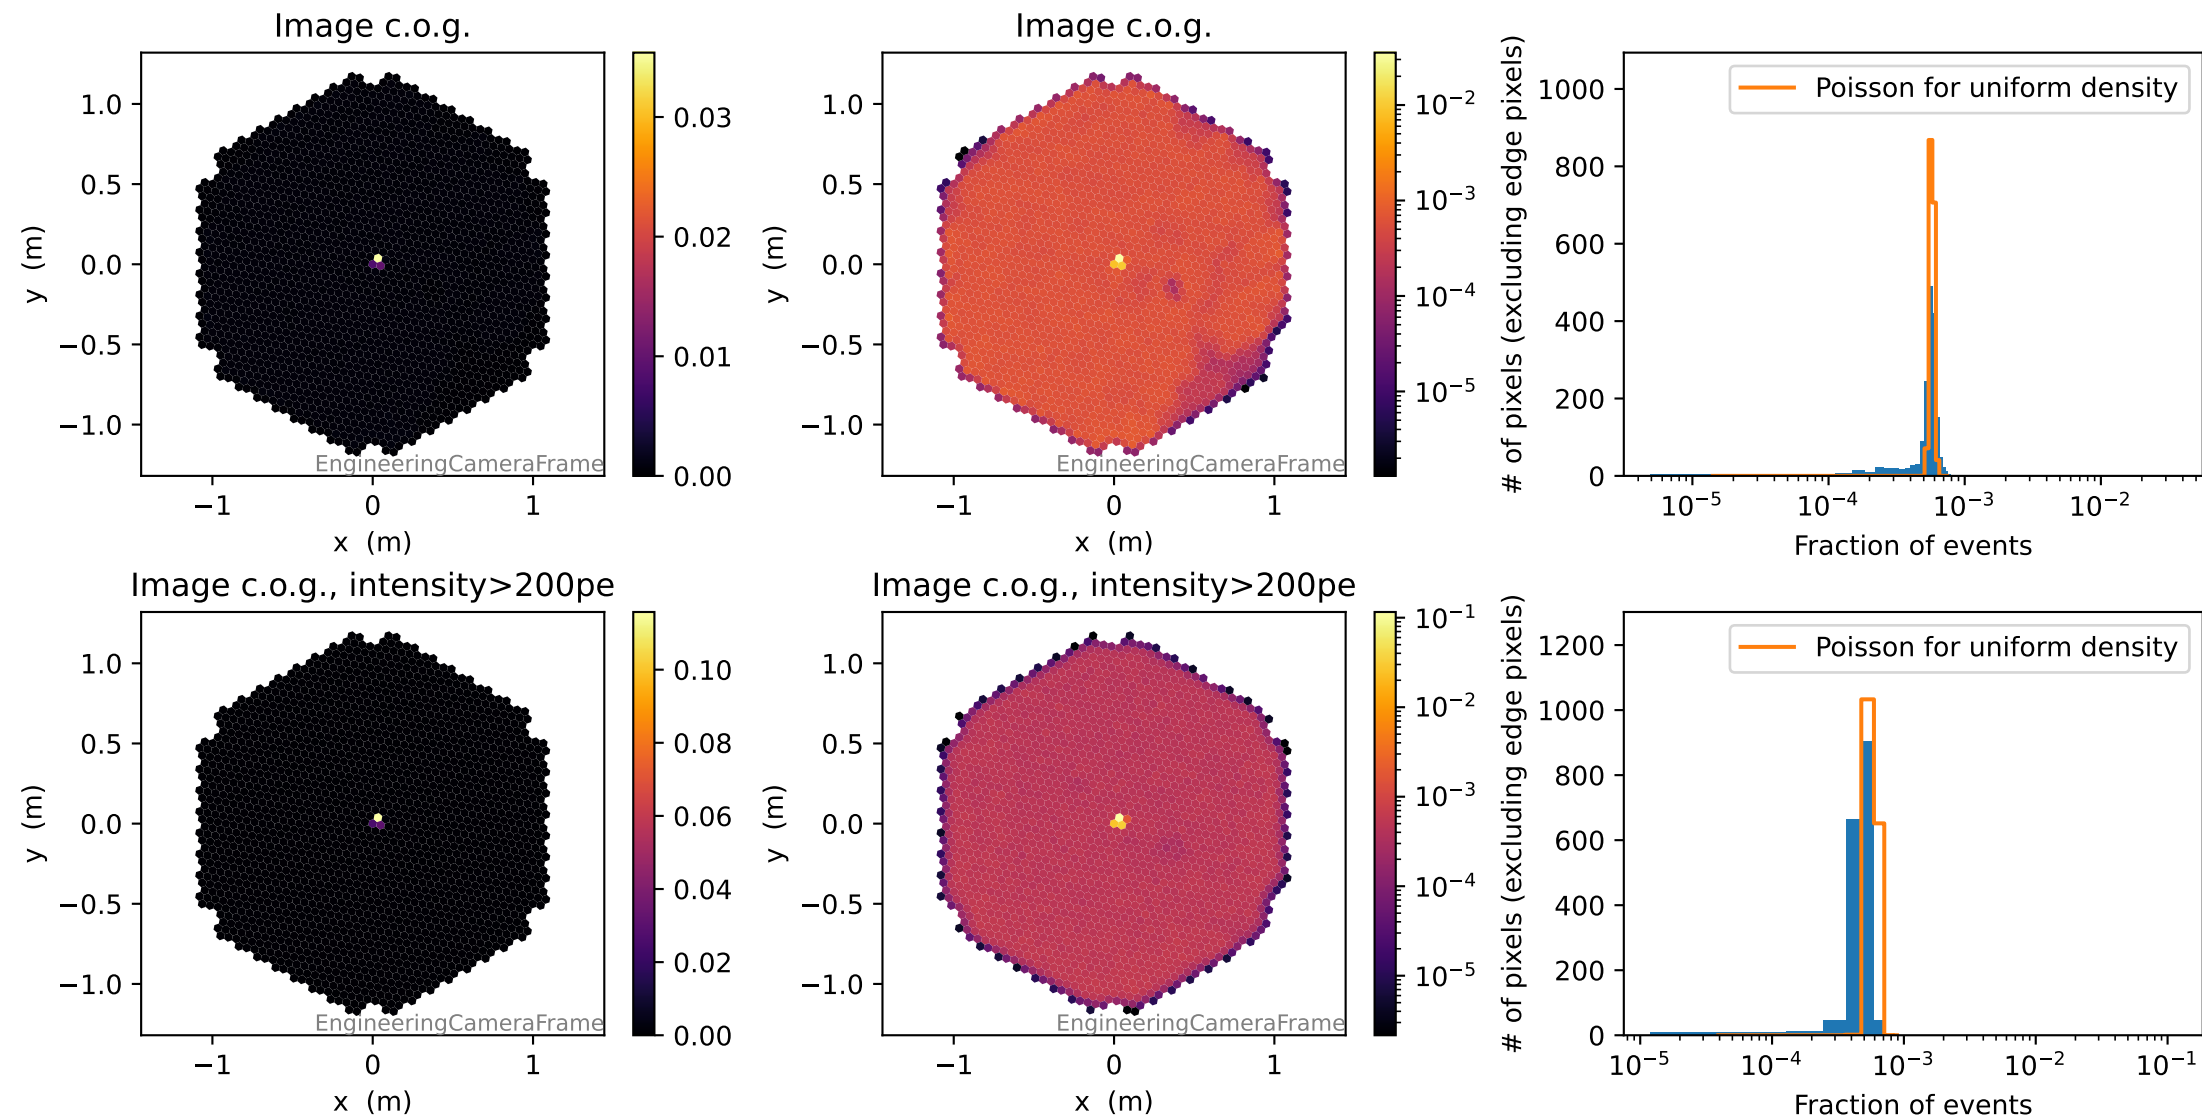 Image c.o.g.
1.0
0.5
0.0
−0.5
−1.0
y (m)
−1 0 1
x (m)
EngineeringCameraFrame
0.03
0.02
0.01
0.00
Image c.o.g.
1.0
0.5
0.0
−0.5
−1.0
y (m)
−1 0 1
x (m)
EngineeringCameraFrame
10⁻²
10⁻³
10⁻⁴
10⁻⁵
# of pixels (excluding edge pixels)
1000
800
600
400
200
0
Poisson for uniform density
10⁻⁵ 10⁻⁴ 10⁻³ 10⁻²
Fraction of events
Image c.o.g., intensity>200pe
1.0
0.5
0.0
−0.5
−1.0
y (m)
−1 0 1
x (m)
EngineeringCameraFrame
0.10
0.08
0.06
0.04
0.02
0.00
Image c.o.g., intensity>200pe
1.0
0.5
0.0
−0.5
−1.0
y (m)
−1 0 1
x (m)
EngineeringCameraFrame
10⁻¹
10⁻²
10⁻³
10⁻⁴
10⁻⁵
# of pixels (excluding edge pixels)
1200
1000
800
600
400
200
0
Poisson for uniform density
10⁻⁵ 10⁻⁴ 10⁻³ 10⁻² 10⁻¹
Fraction of events